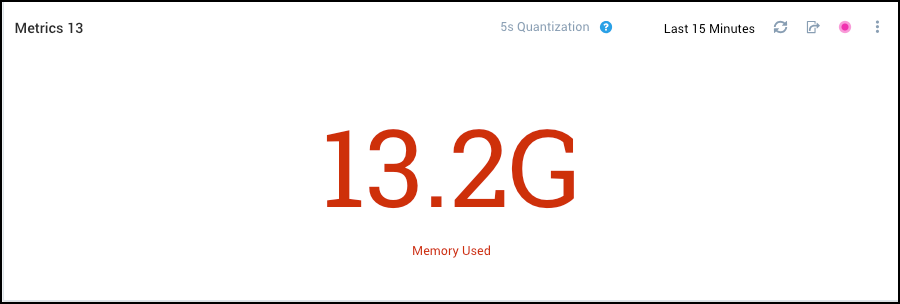 Metrics 13
5s Quantization ?
Last 15 Minutes
13.2G
Memory Used